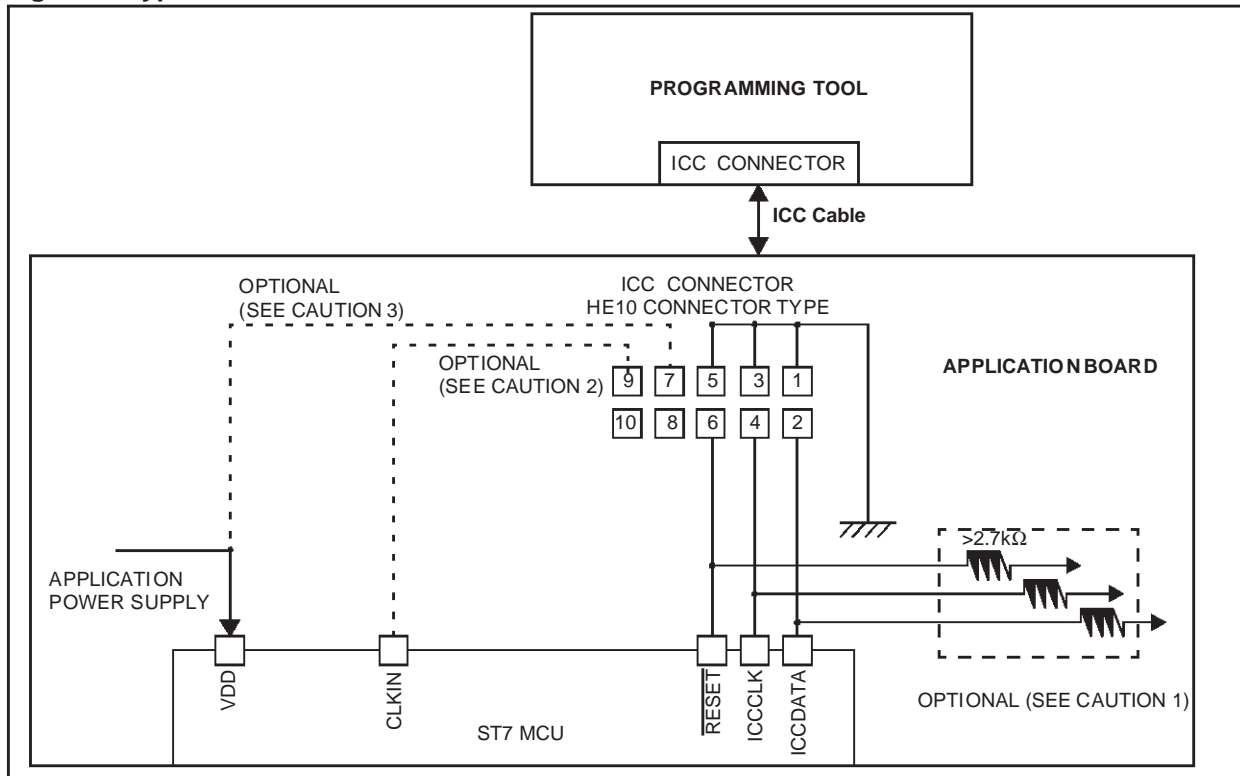 PROGRAMMING TOOL
ICC CONNECTOR
ICC Cable
OPTIONAL
(SEE CAUTION 3)
ICC CONNECTOR
HE10 CONNECTOR TYPE
OPTIONAL
(SEE CAUTION 2)
9 7 5 3 1
10 8 6 4 2
APPLICATION BOARD
>2.7kΩ
APPLICATION
POWER SUPPLY
VDD
CLKIN
RESET
ICCCLK
ICCDATA
OPTIONAL (SEE CAUTION 1)
ST7 MCU